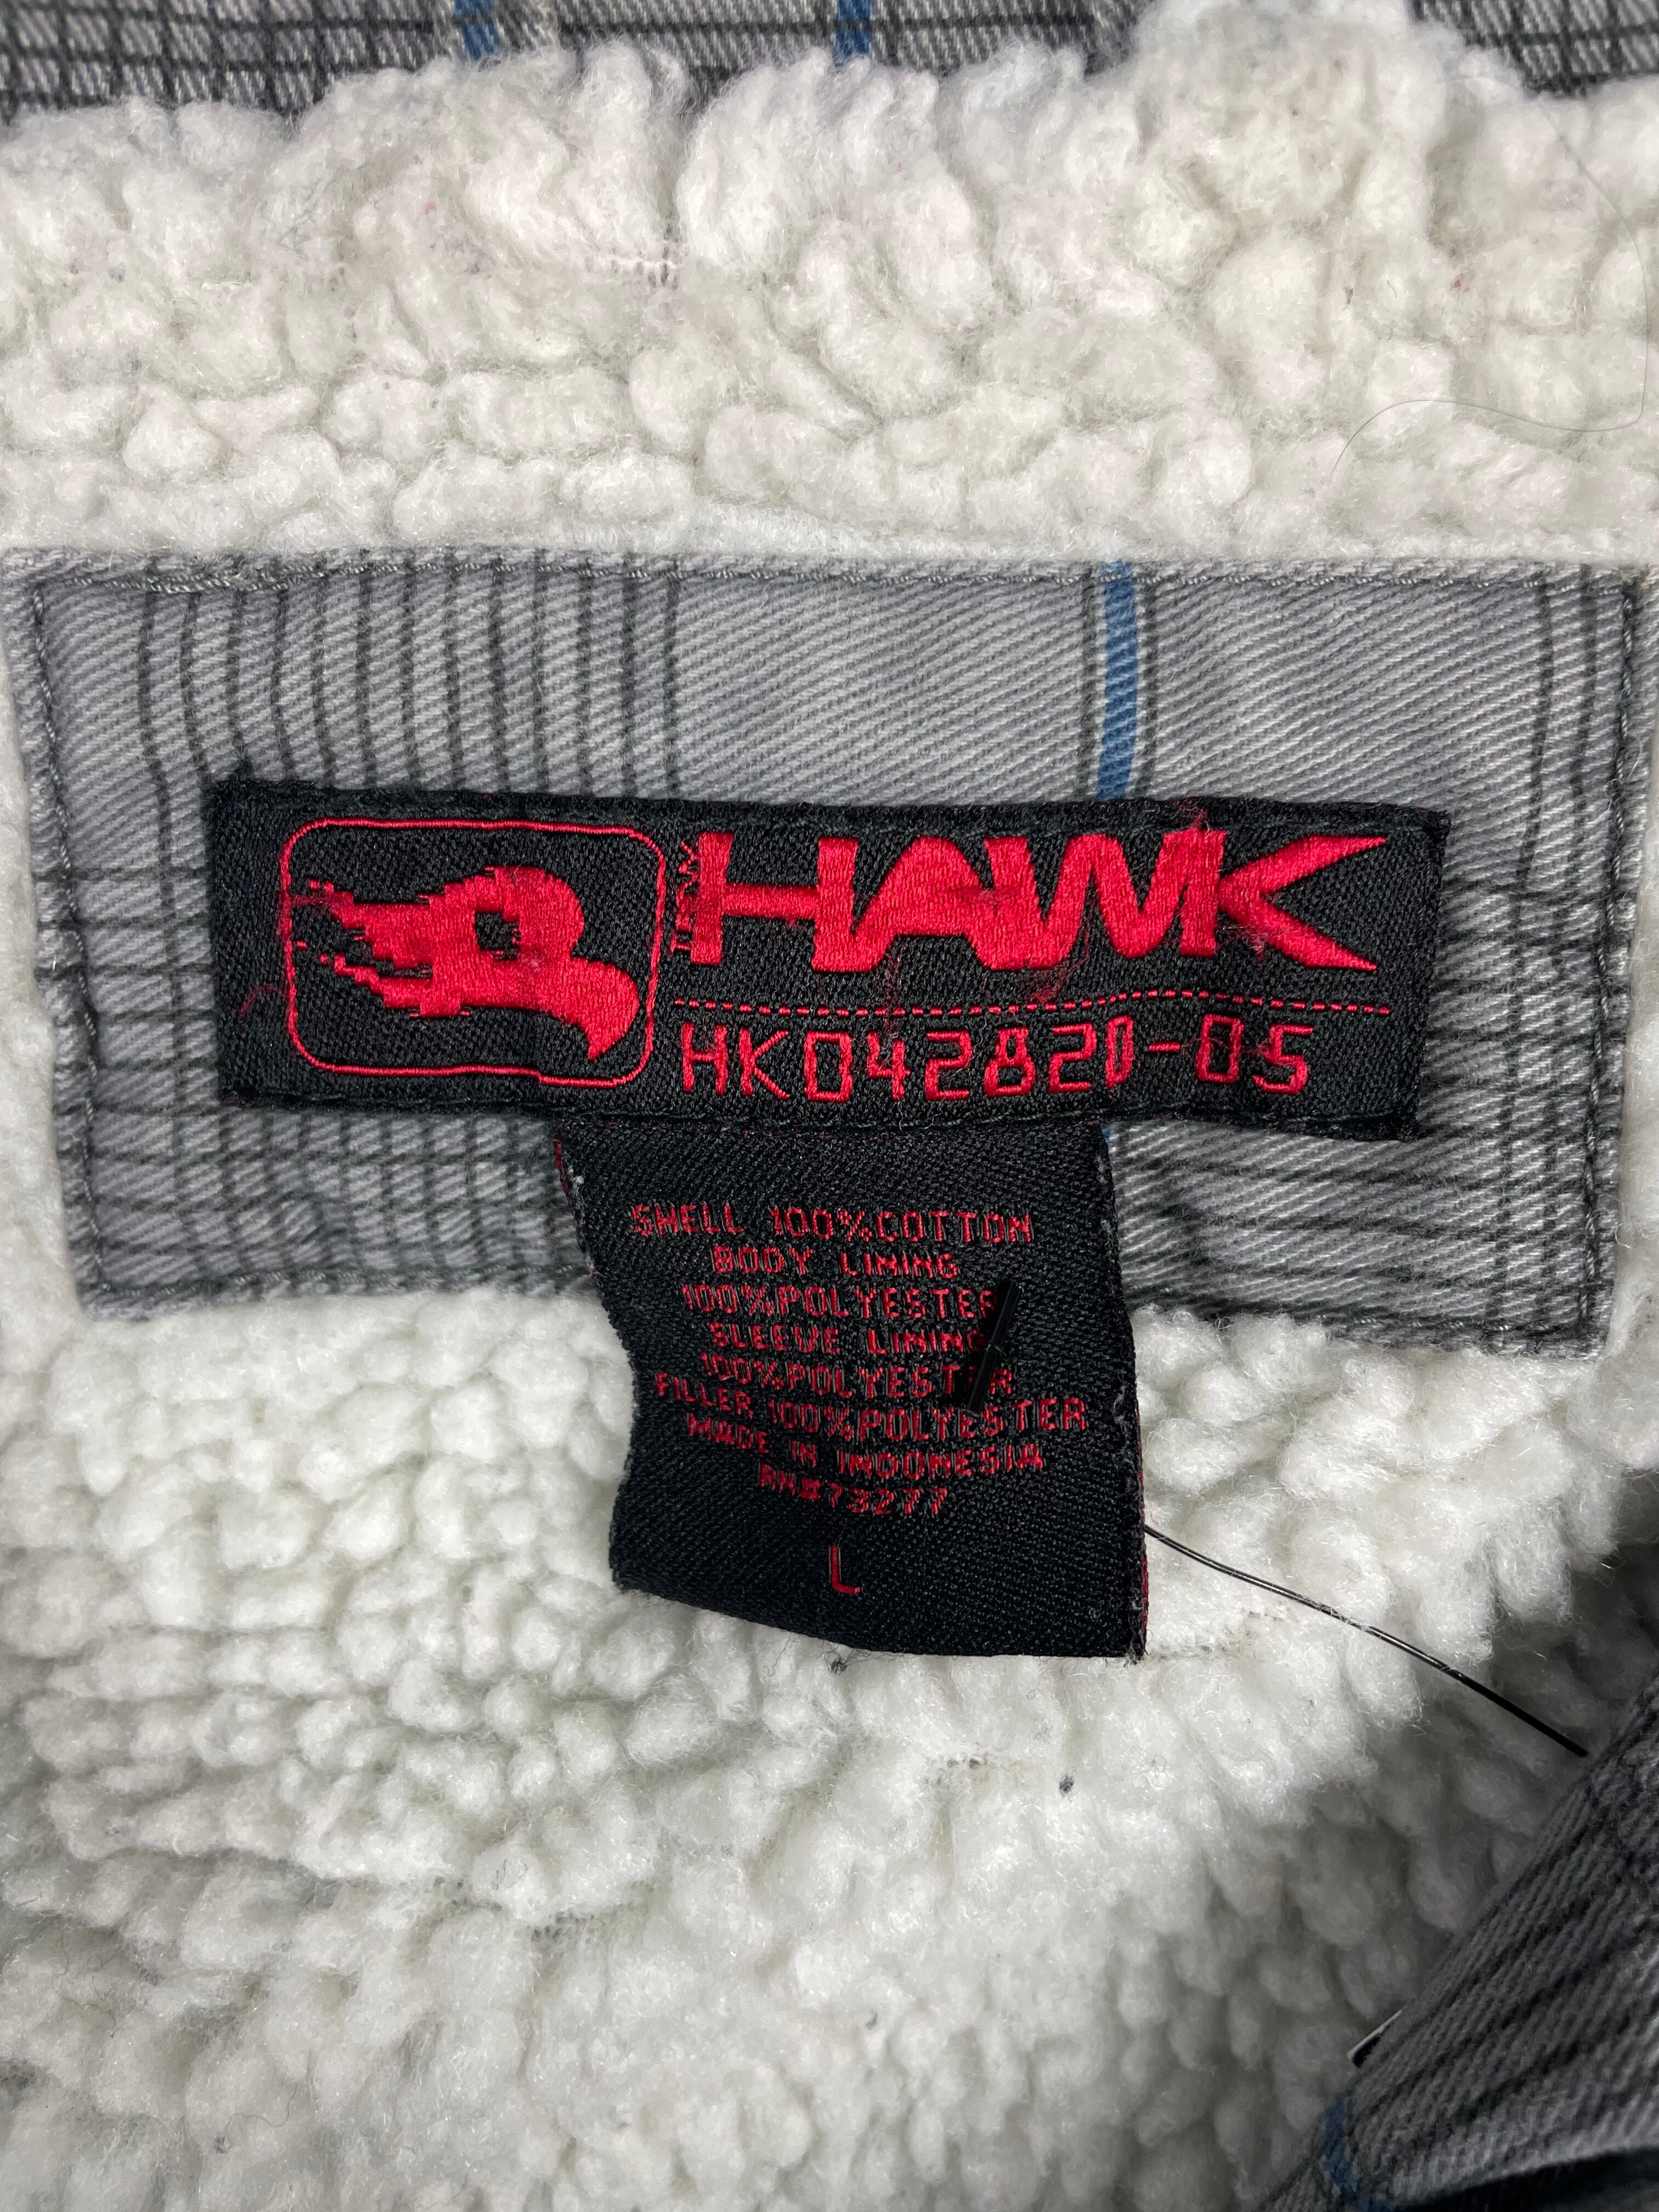 TONY HAWK
HK042820-05
SHELL 100%COTTON
BODY LINING
100%POLYESTER
SLEEVE LINING
100%POLYESTER
FILLER 100%POLYESTER
MADE IN INDONESIA
RN#73277
L